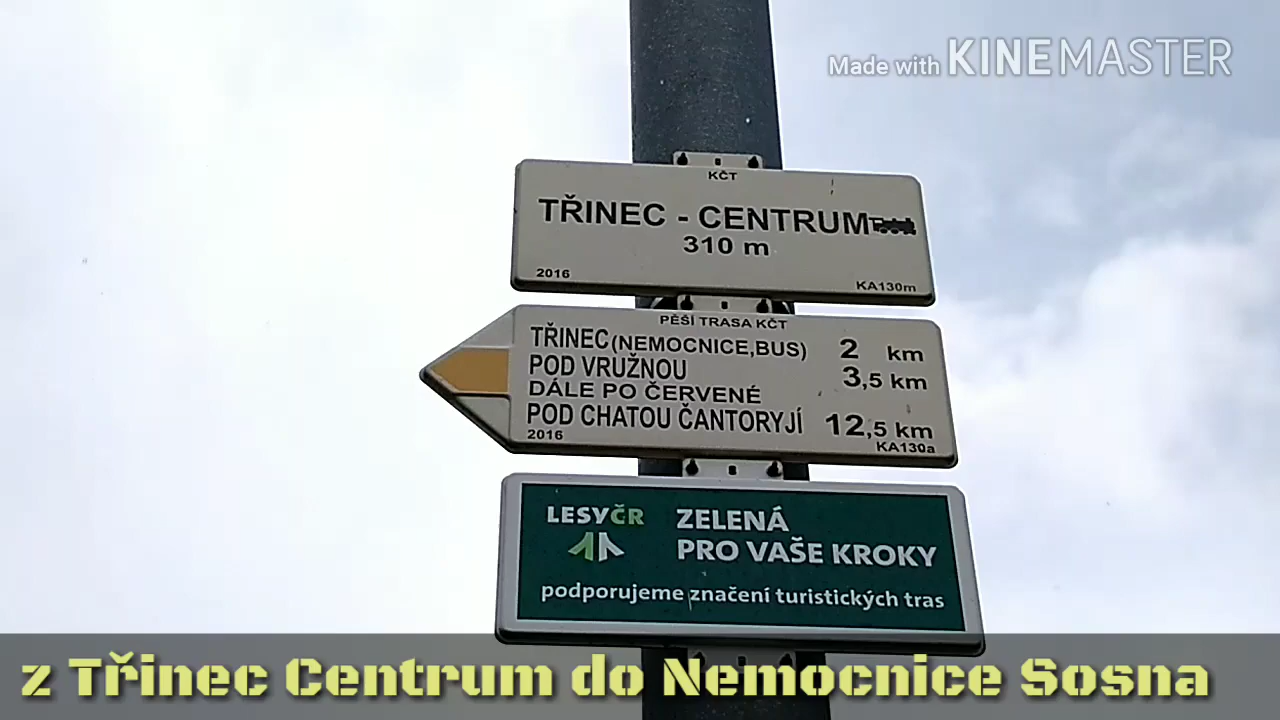 Made with KINEMASTER
KČT
TŘINEC - CENTRUM
310 m
2016 KA130m
PĚŠÍ TRASA KČT
TŘINEC(NEMOCNICE,BUS) 2 km
POD VRUŽNOU 3,5 km
DÁLE PO ČERVENÉ
POD CHATOU ČANTORYJÍ 12,5 km
2016 KA130a
LESYČR ZELENÁ
PRO VAŠE KROKY
podporujeme značení turistických tras
z Třinec Centrum do Nemocnice Sosna